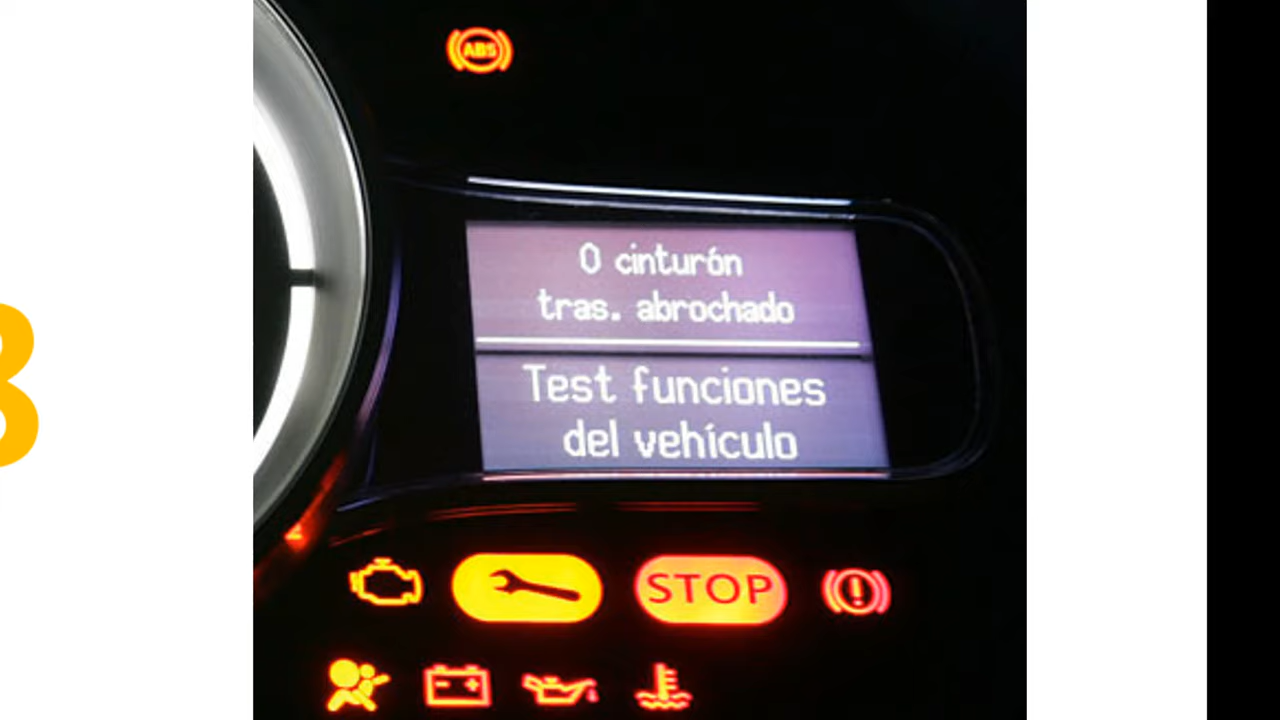 ABS
0 cinturón
tras. abrochado
Test funciones
del vehículo
STOP